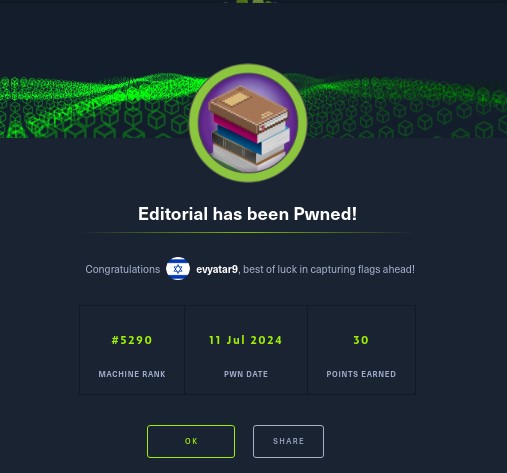 Editorial has been Pwned!
Congratulations evyatar9, best of luck in capturing flags ahead!
#5290 11 Jul 2024 30
MACHINE RANK PWN DATE POINTS EARNED
OK SHARE